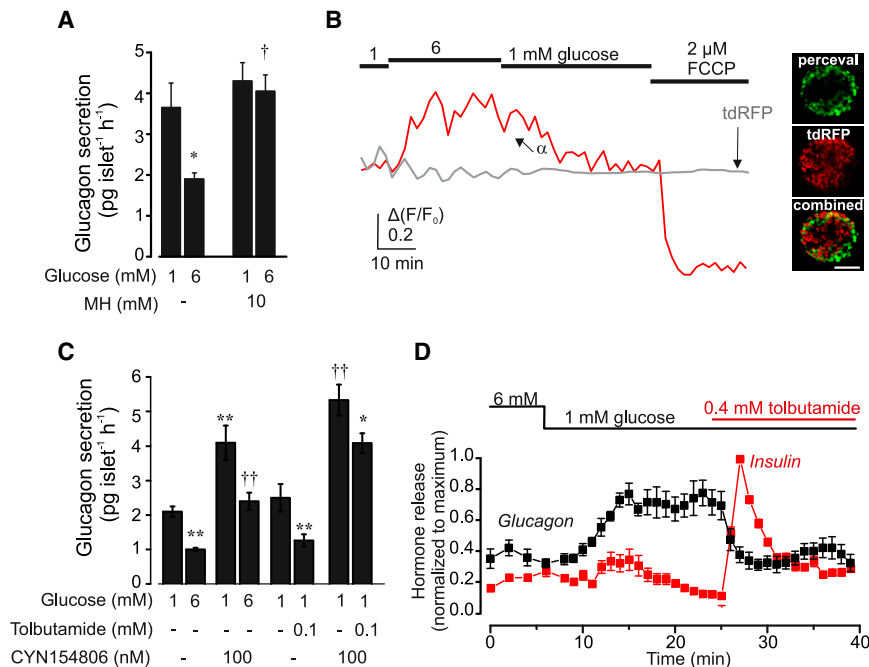 A
Glucagon secretion
(pg islet⁻¹ h⁻¹)
5
4
3
2
1
0
*
†
Glucose (mM) 1 6 1 6
MH (mM) - 10
B
1 6 1 mM glucose 2 µM
FCCP
tdRFP
α
Δ(F/F₀)
0.2
10 min
perceval
tdRFP
combined
C
Glucagon secretion
(pg islet⁻¹ h⁻¹)
6
5
4
3
2
1
0
**
**
††
**
††
*
Glucose (mM) 1 6 1 6 1 1 1 1
Tolbutamide (mM) - - - - - 0.1 - 0.1
CYN154806 (nM) - - 100 - - 100
D
6 mM
1 mM glucose
0.4 mM tolbutamide
Hormone release
(normalized to maximum)
1.0
0.8
0.6
0.4
0.2
0.0
Insulin
Glucagon
0 10 20 30 40
Time (min)